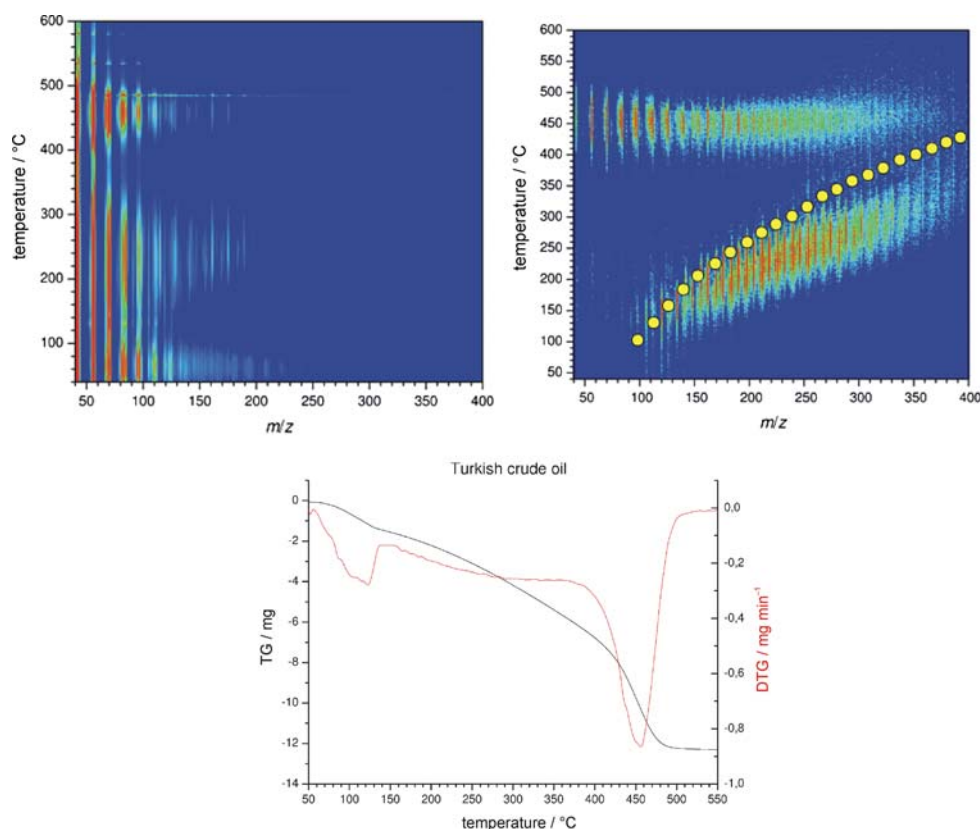 600
500
400
300
200
100
temperature / °C
50 100 150 200 250 300 350 400
m/z
600
550
500
450
400
350
300
250
200
150
100
50
temperature / °C
50 100 150 200 250 300 350 400
m/z
Turkish crude oil
0
-2
-4
-6
-8
-10
-12
-14
TG / mg
0,0
-0,2
-0,4
-0,6
-0,8
-1,0
DTG / mg min⁻¹
50 100 150 200 250 300 350 400 450 500 550
temperature / °C